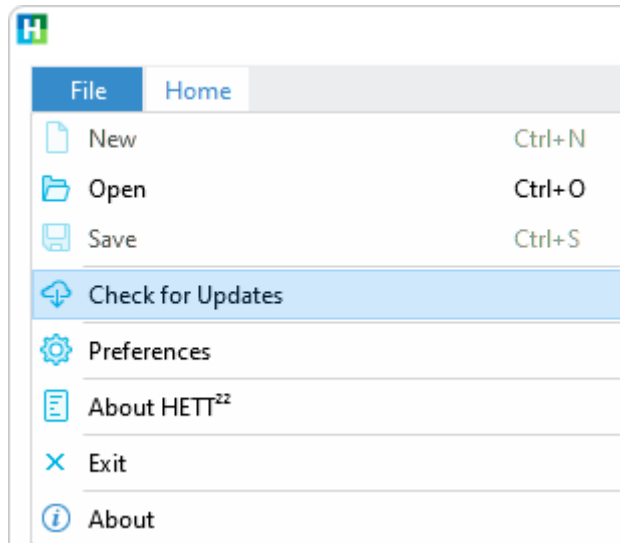 H
File Home
New Ctrl+N
Open Ctrl+O
Save Ctrl+S
Check for Updates
Preferences
About HETT²²
Exit
About